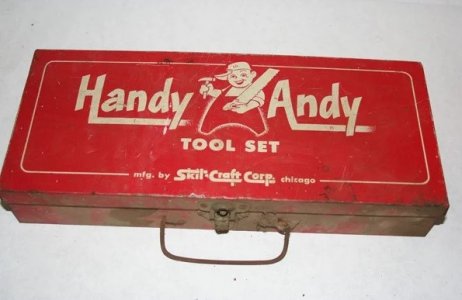 Handy Andy
TOOL SET
mfg. by Skil-Craft Corp. chicago